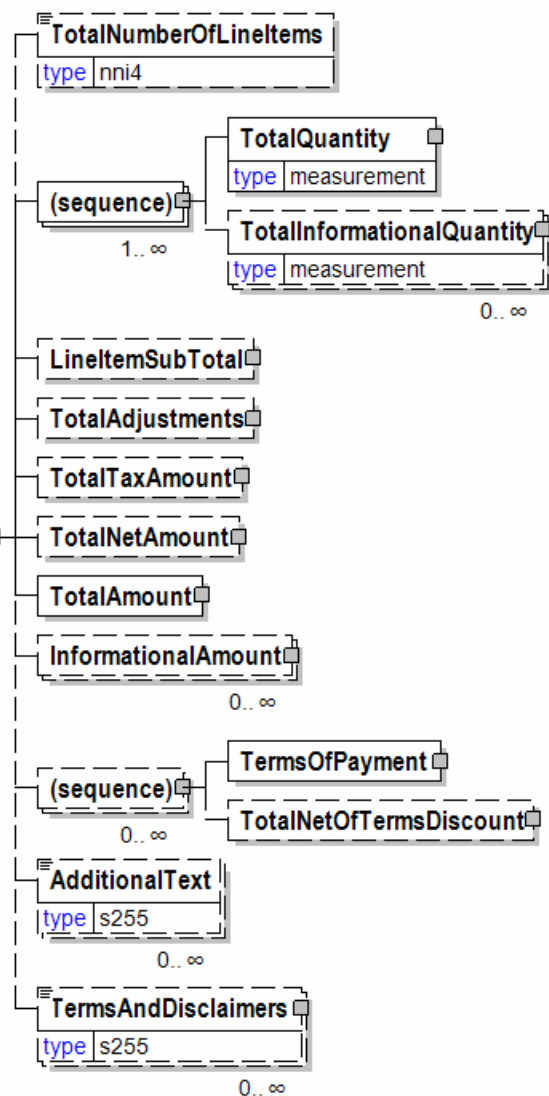 TotalNumberOfLineItems
type nni4
TotalQuantity
type measurement
(sequence)
1.. ∞
TotalInformationalQuantity
type measurement
0.. ∞
LineItemSubTotal
TotalAdjustments
TotalTaxAmount
TotalNetAmount
TotalAmount
InformationalAmount
0.. ∞
TermsOfPayment
(sequence)
0.. ∞
TotalNetOfTermsDiscount
AdditionalText
type s255
0.. ∞
TermsAndDisclaimers
type s255
0.. ∞